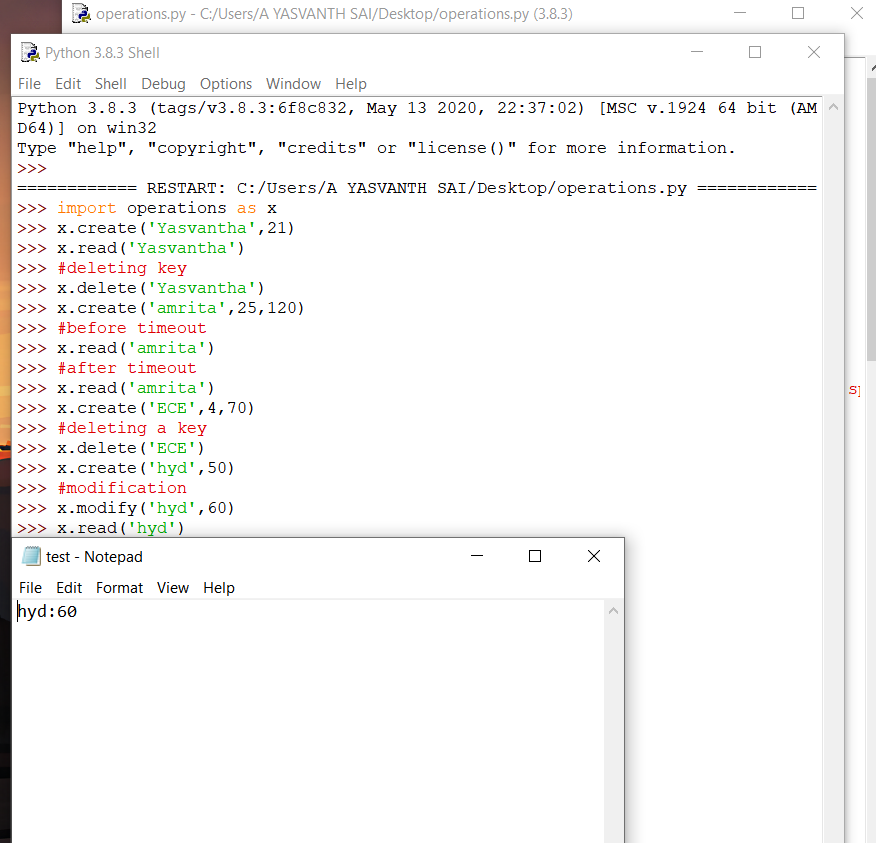 operations.py - C:/Users/A YASVANTH SAI/Desktop/operations.py (3.8.3)
Python 3.8.3 Shell
File Edit Shell Debug Options Window Help
Python 3.8.3 (tags/v3.8.3:6f8c832, May 13 2020, 22:37:02) [MSC v.1924 64 bit (AM
D64)] on win32
Type "help", "copyright", "credits" or "license()" for more information.
>>>
============ RESTART: C:/Users/A YASVANTH SAI/Desktop/operations.py ============
>>> import operations as x
>>> x.create('Yasvantha',21)
>>> x.read('Yasvantha')
>>> #deleting key
>>> x.delete('Yasvantha')
>>> x.create('amrita',25,120)
>>> #before timeout
>>> x.read('amrita')
>>> #after timeout
>>> x.read('amrita')
>>> x.create('ECE',4,70)
>>> #deleting a key
>>> x.delete('ECE')
>>> x.create('hyd',50)
>>> #modification
>>> x.modify('hyd',60)
>>> x.read('hyd')
test - Notepad
File Edit Format View Help
hyd:60